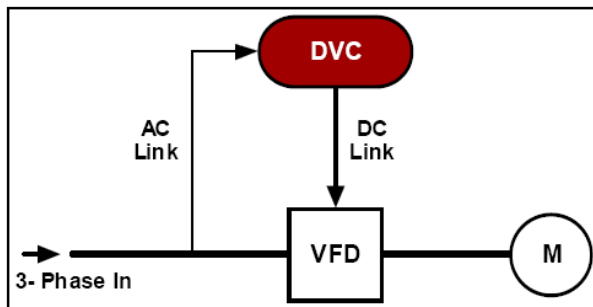 DVC
AC
Link
DC
Link
VFD
M
3- Phase In